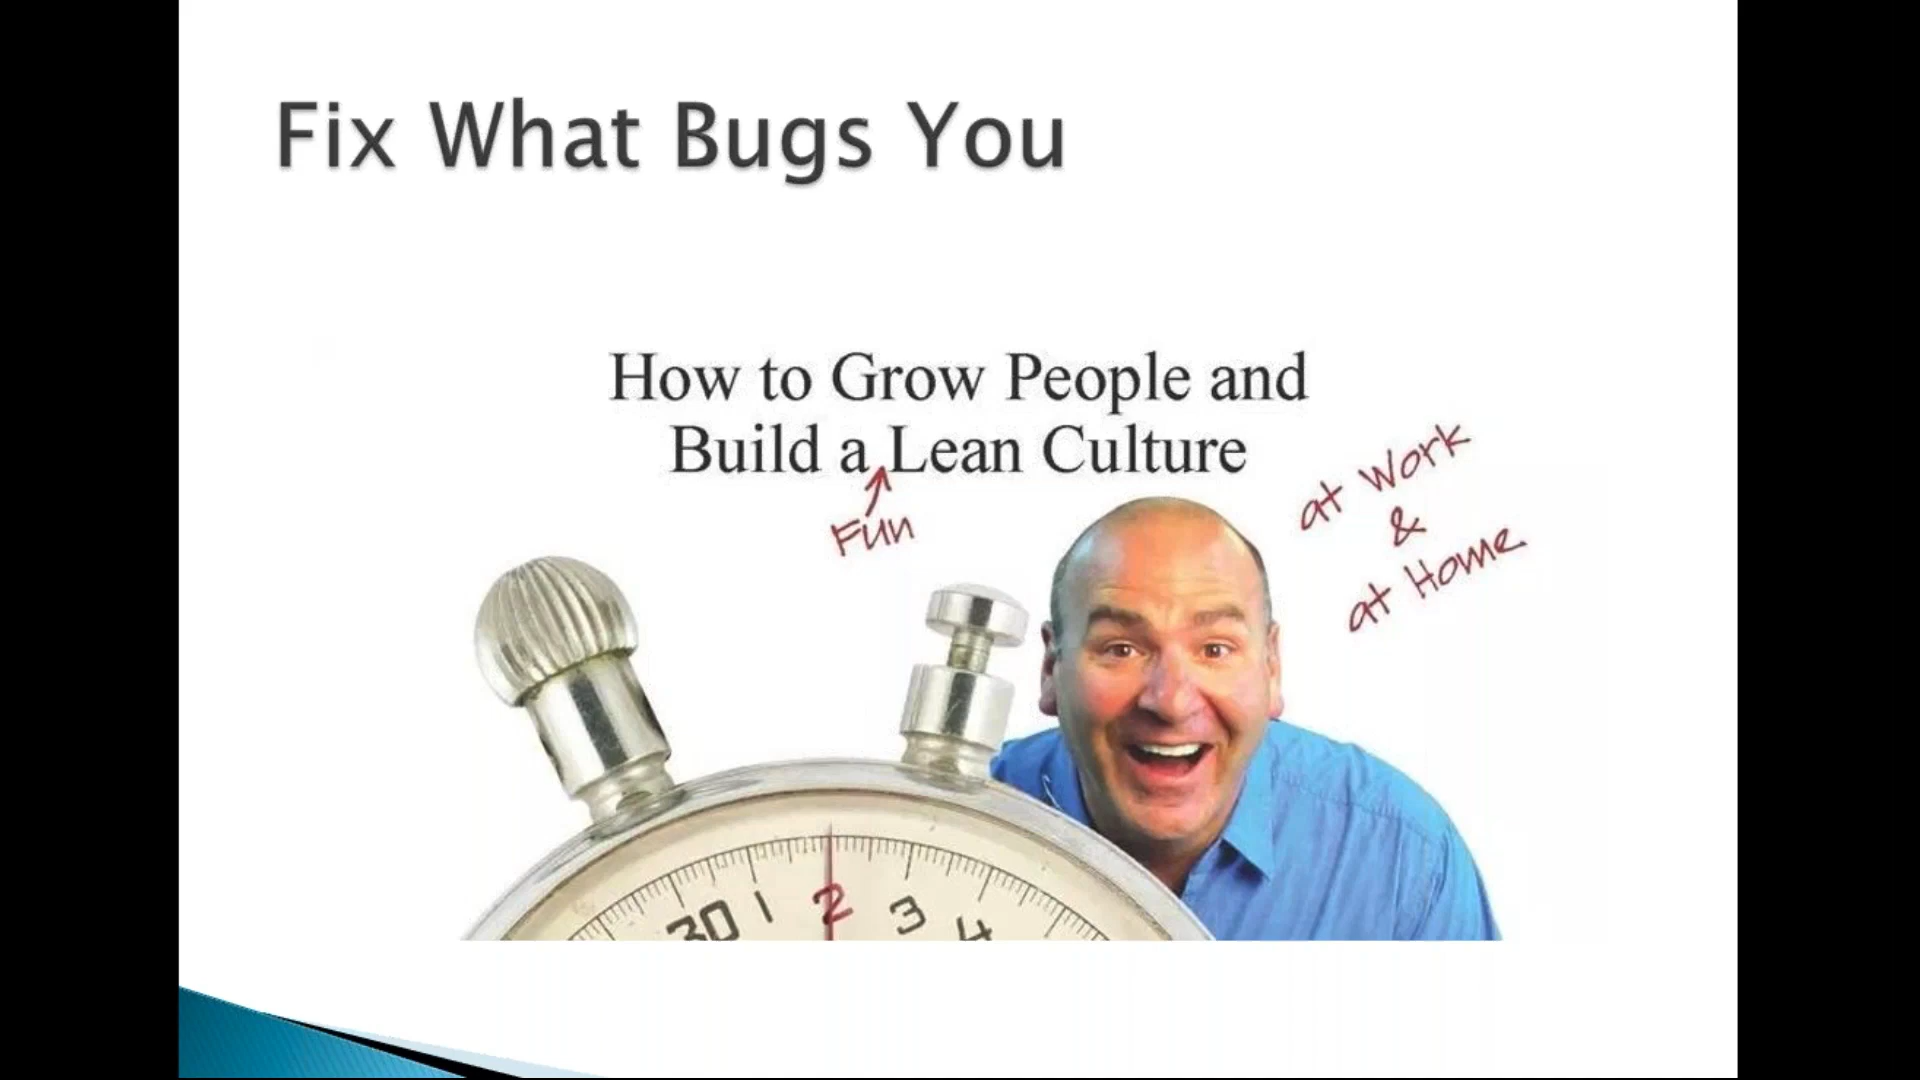 Fix What Bugs You
How to Grow People and
Build a Lean Culture
Fun
at Work
&
at Home
30 1 2 3 4